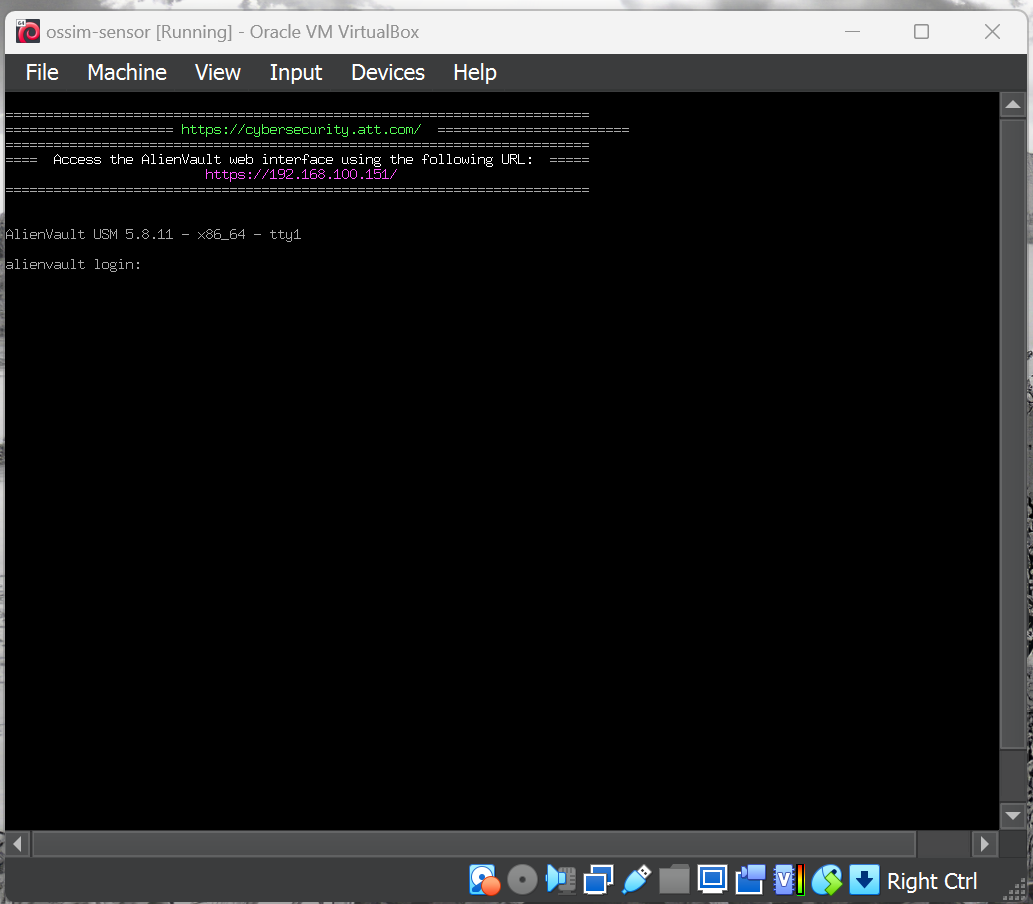 ossim-sensor [Running] - Oracle VM VirtualBox
File Machine View Input Devices Help
=========================================================================
===================== https://cybersecurity.att.com/  ========================
=========================================================================
====  Access the AlienVault web interface using the following URL:  =====
https://192.168.100.151/
=========================================================================
AlienVault USM 5.8.11 - x86_64 - tty1
alienvault login:
Right Ctrl